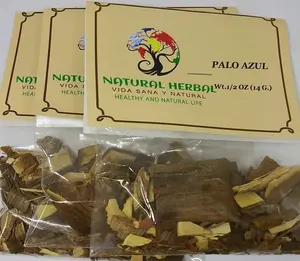 PALO AZUL
NATURAL HERBAL Wt.1/2 OZ (14 G.)
VIDA SANA Y NATURAL
HEALTHY AND NATURAL LIFE